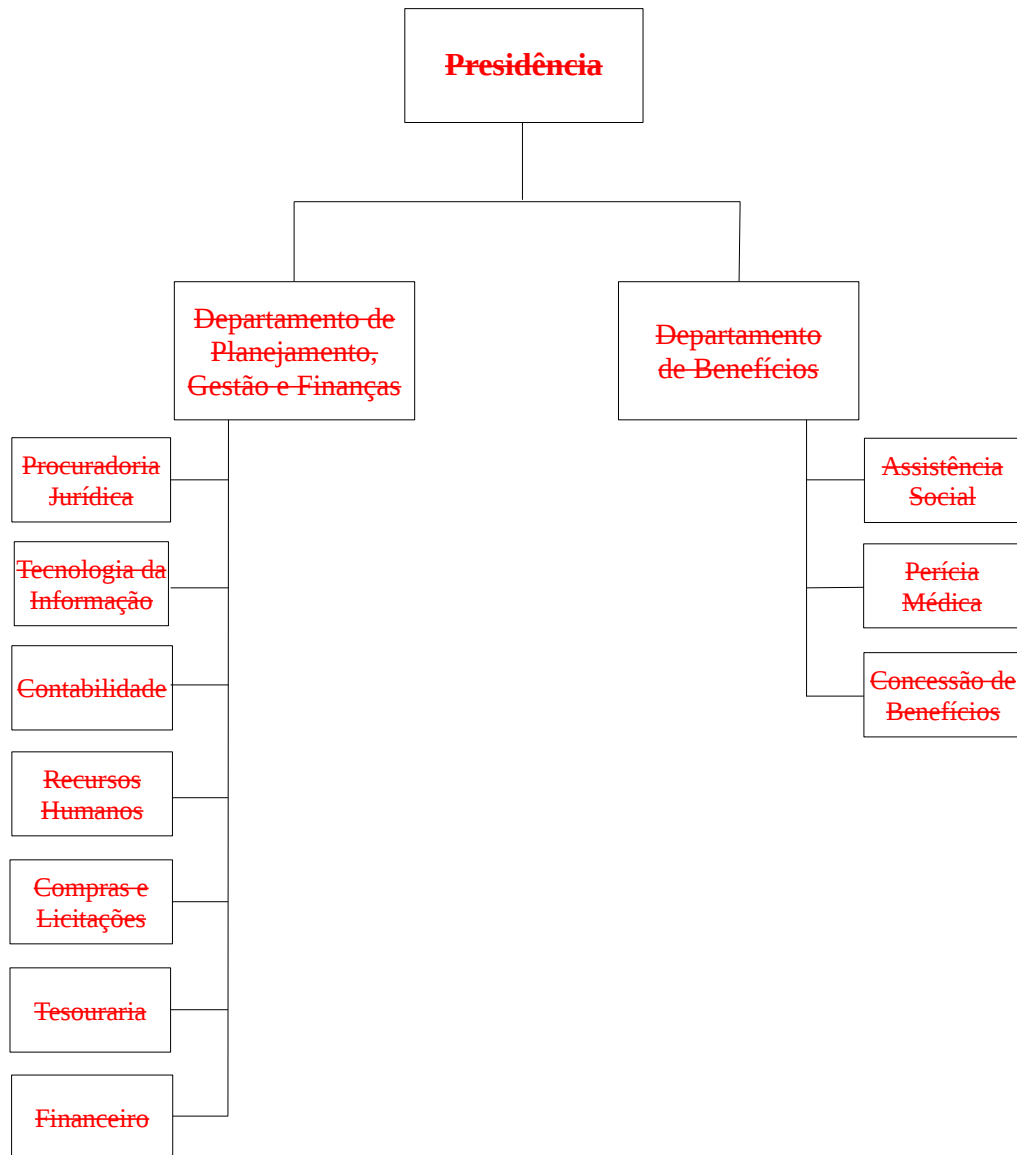 Presidência
Departamento de
Planejamento,
Gestão e Finanças
Departamento
de Benefícios
Procuradoria
Jurídica
Tecnologia da
Informação
Contabilidade
Recursos
Humanos
Compras e
Licitações
Tesouraria
Financeiro
Assistência
Social
Perícia
Médica
Concessão de
Benefícios